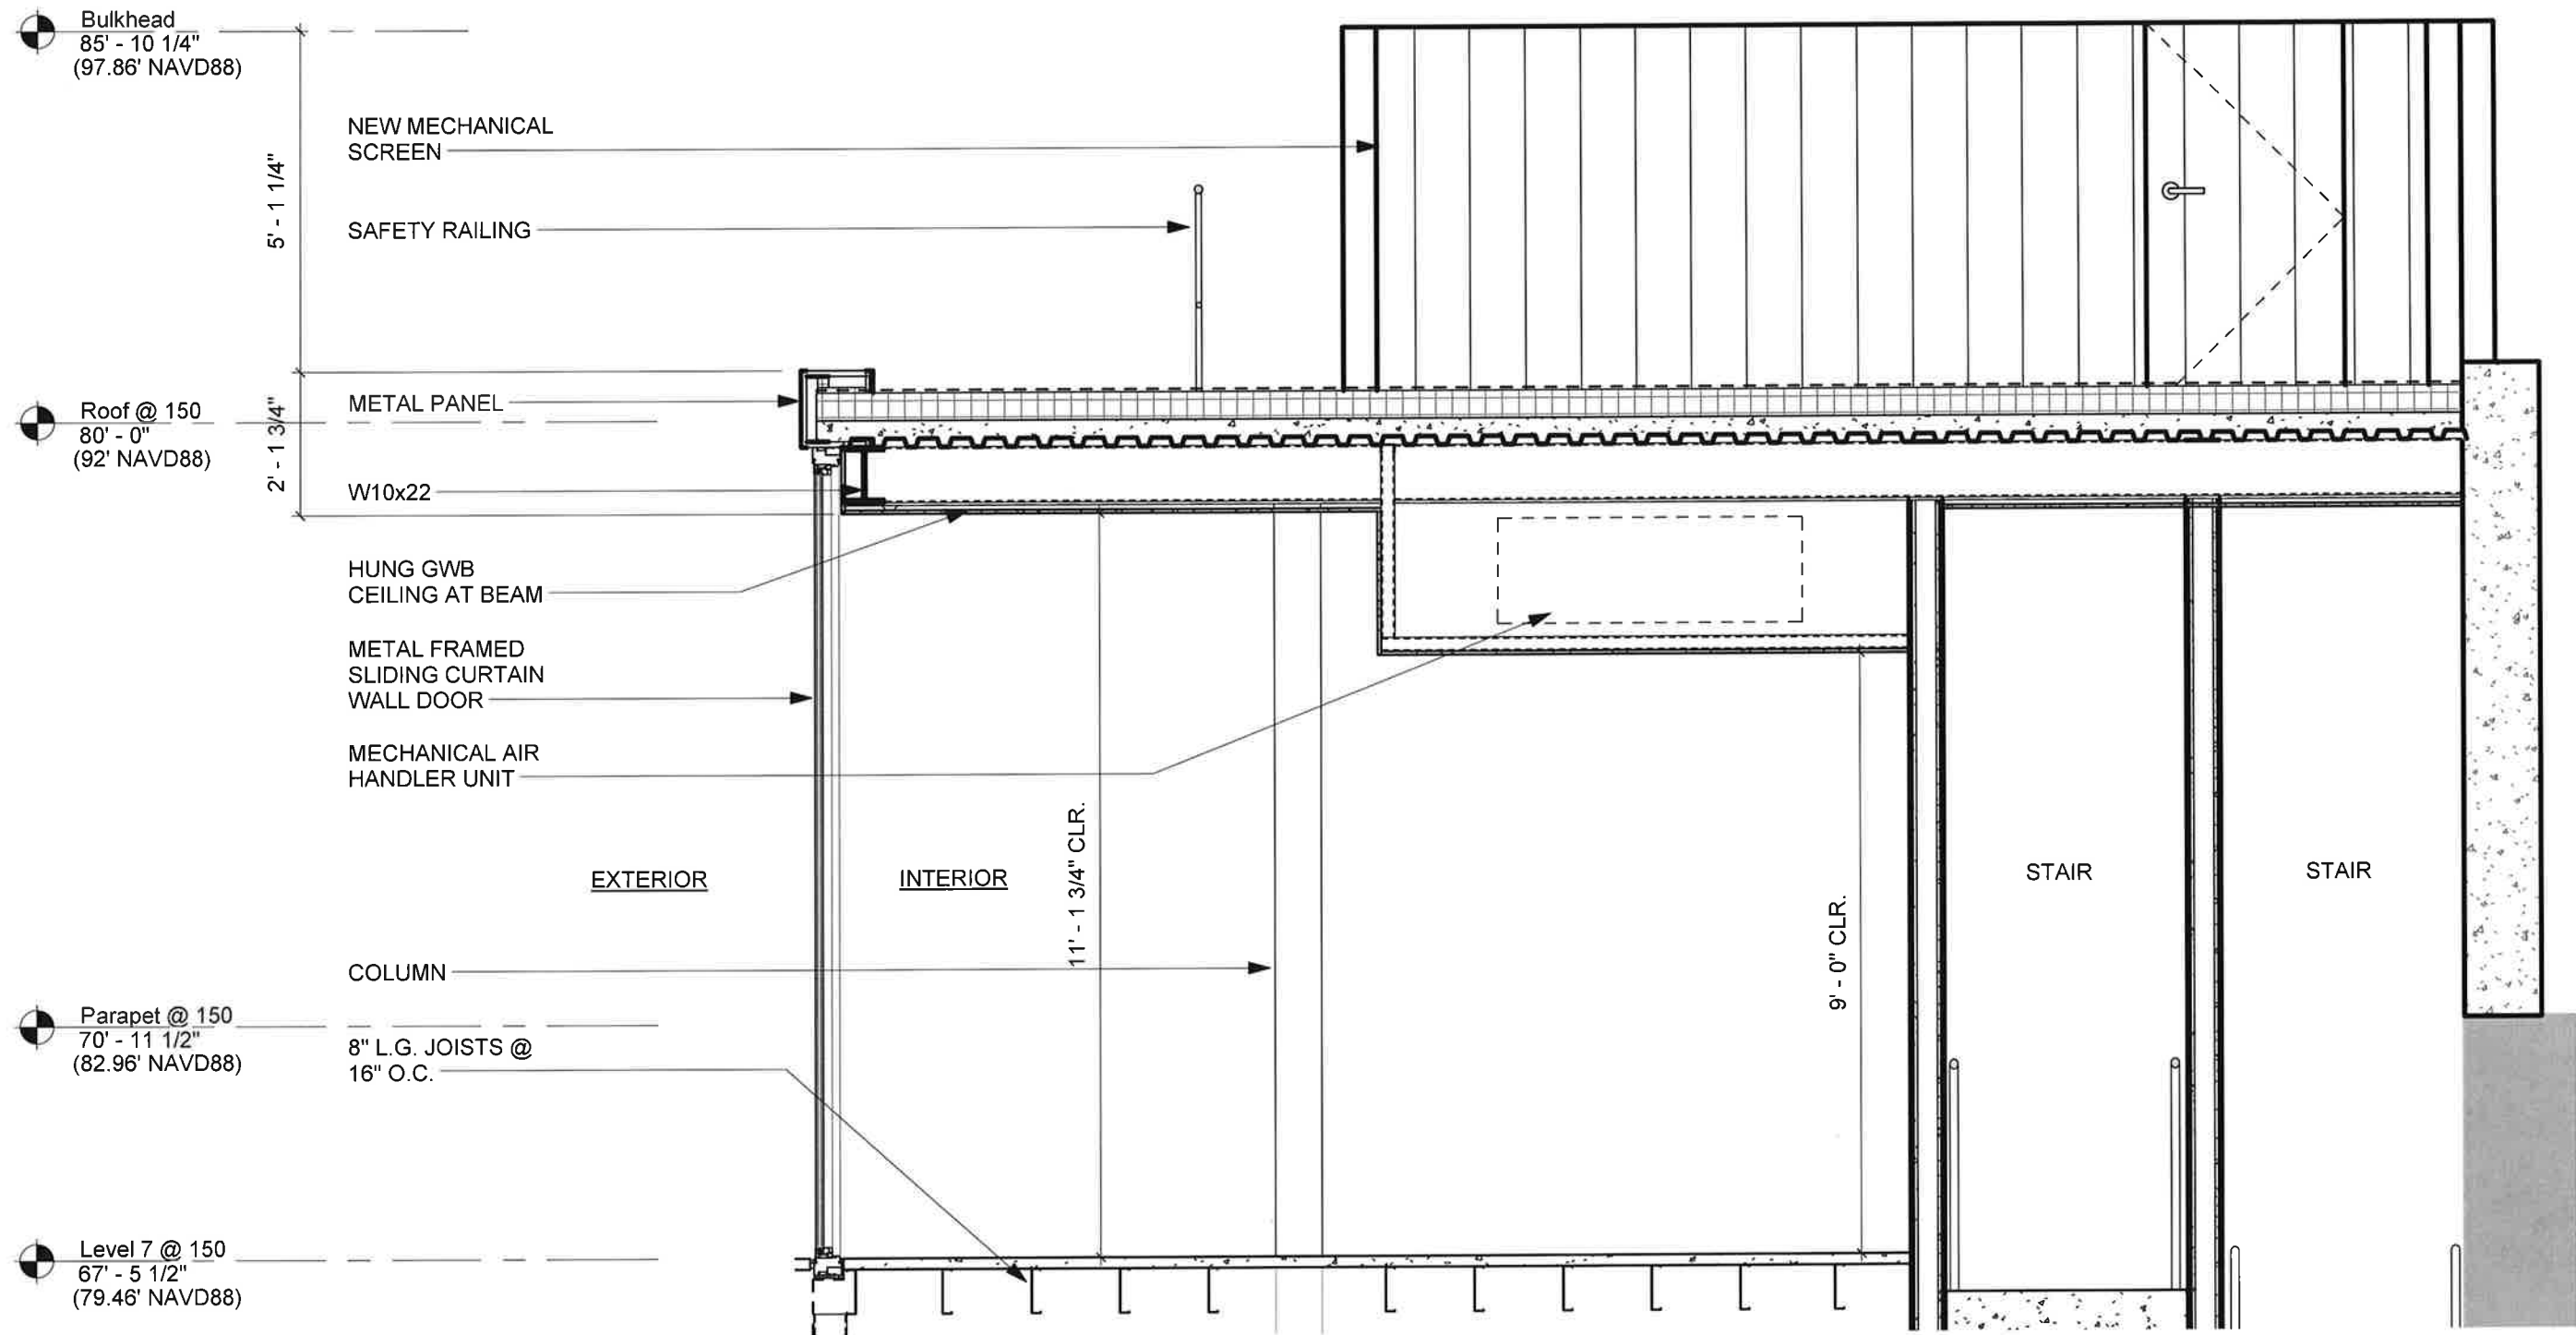 Bulkhead
85' - 10 1/4"
(97.86' NAVD88)
NEW MECHANICAL
SCREEN
5' - 1 1/4"
SAFETY RAILING
METAL PANEL
Roof @ 150
80' - 0"
(92' NAVD88)
2' - 1 3/4"
W10x22
HUNG GWB
CEILING AT BEAM
METAL FRAMED
SLIDING CURTAIN
WALL DOOR
MECHANICAL AIR
HANDLER UNIT
11' - 1 3/4" CLR.
9' - 0" CLR.
EXTERIOR
INTERIOR
STAIR
STAIR
COLUMN
Parapet @ 150
70' - 11 1/2"
(82.96' NAVD88)
8" L.G. JOISTS @
16" O.C.
Level 7 @ 150
67' - 5 1/2"
(79.46' NAVD88)